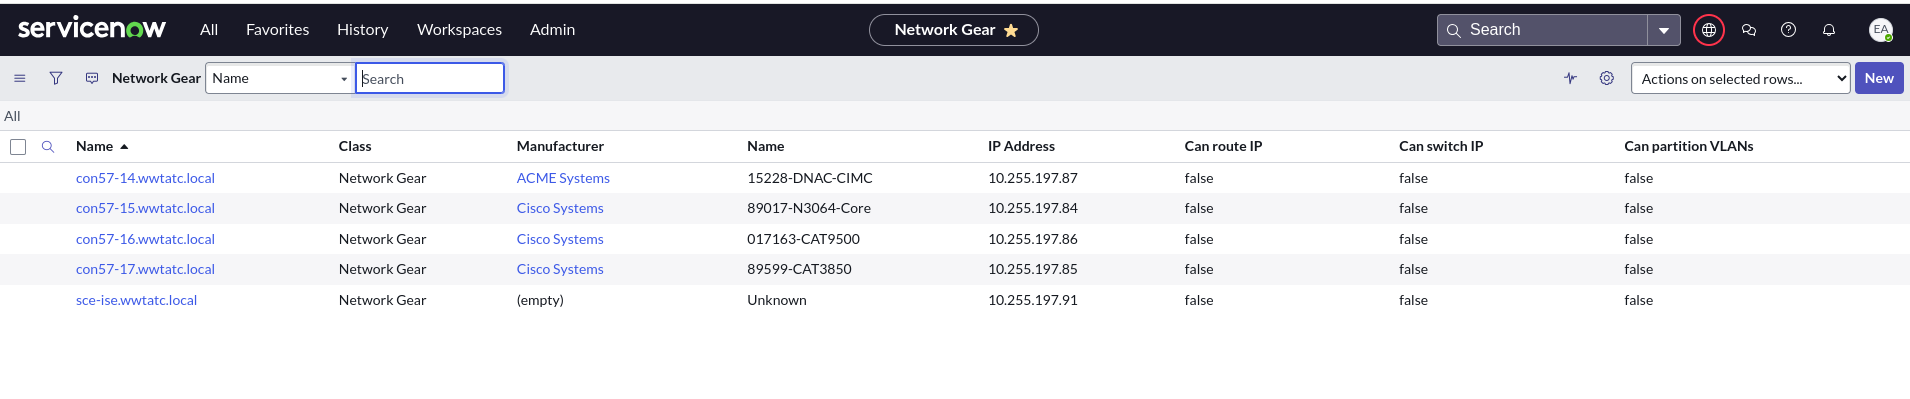 servicenow All Favorites History Workspaces Admin Network Gear Search EA
Network Gear Name Search Actions on selected rows... New
All
Name Class Manufacturer Name IP Address Can route IP Can switch IP Can partition VLANs
con57-14.wwtatc.local Network Gear ACME Systems 15228-DNAC-CIMC 10.255.197.87 false false false
con57-15.wwtatc.local Network Gear Cisco Systems 89017-N3064-Core 10.255.197.84 false false false
con57-16.wwtatc.local Network Gear Cisco Systems 017163-CAT9500 10.255.197.86 false false false
con57-17.wwtatc.local Network Gear Cisco Systems 89599-CAT3850 10.255.197.85 false false false
sce-ise.wwtatc.local Network Gear (empty) Unknown 10.255.197.91 false false false